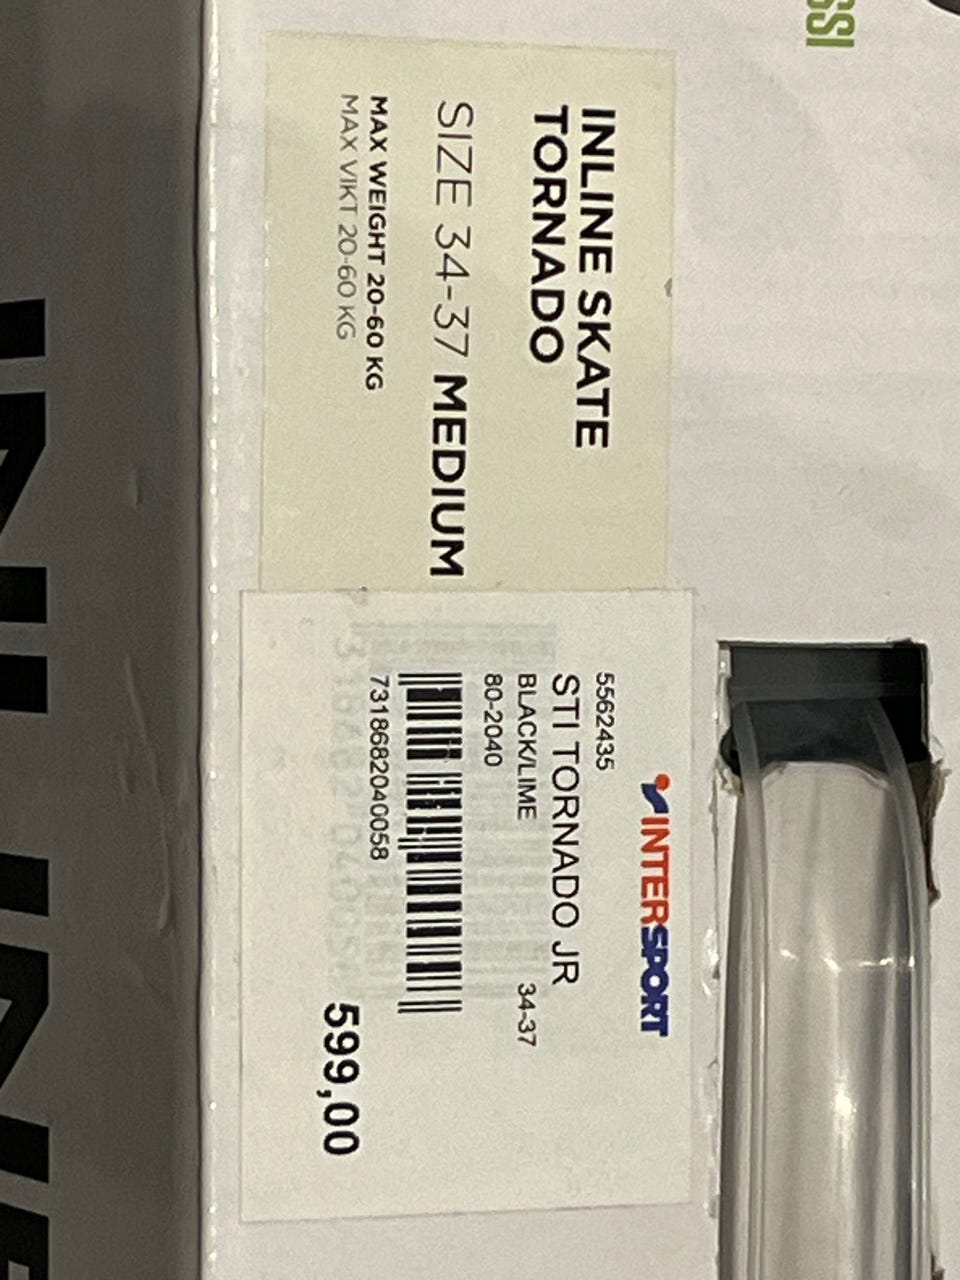 SSI
INLINE SKATE
TORNADO
SIZE 34-37 MEDIUM
MAX WEIGHT 20-60 KG
MAX VIKT 20-60 KG
INTERSPORT
5562435
STI TORNADO JR
BLACK/LIME 34-37
80-2040
7318682040058
599,00